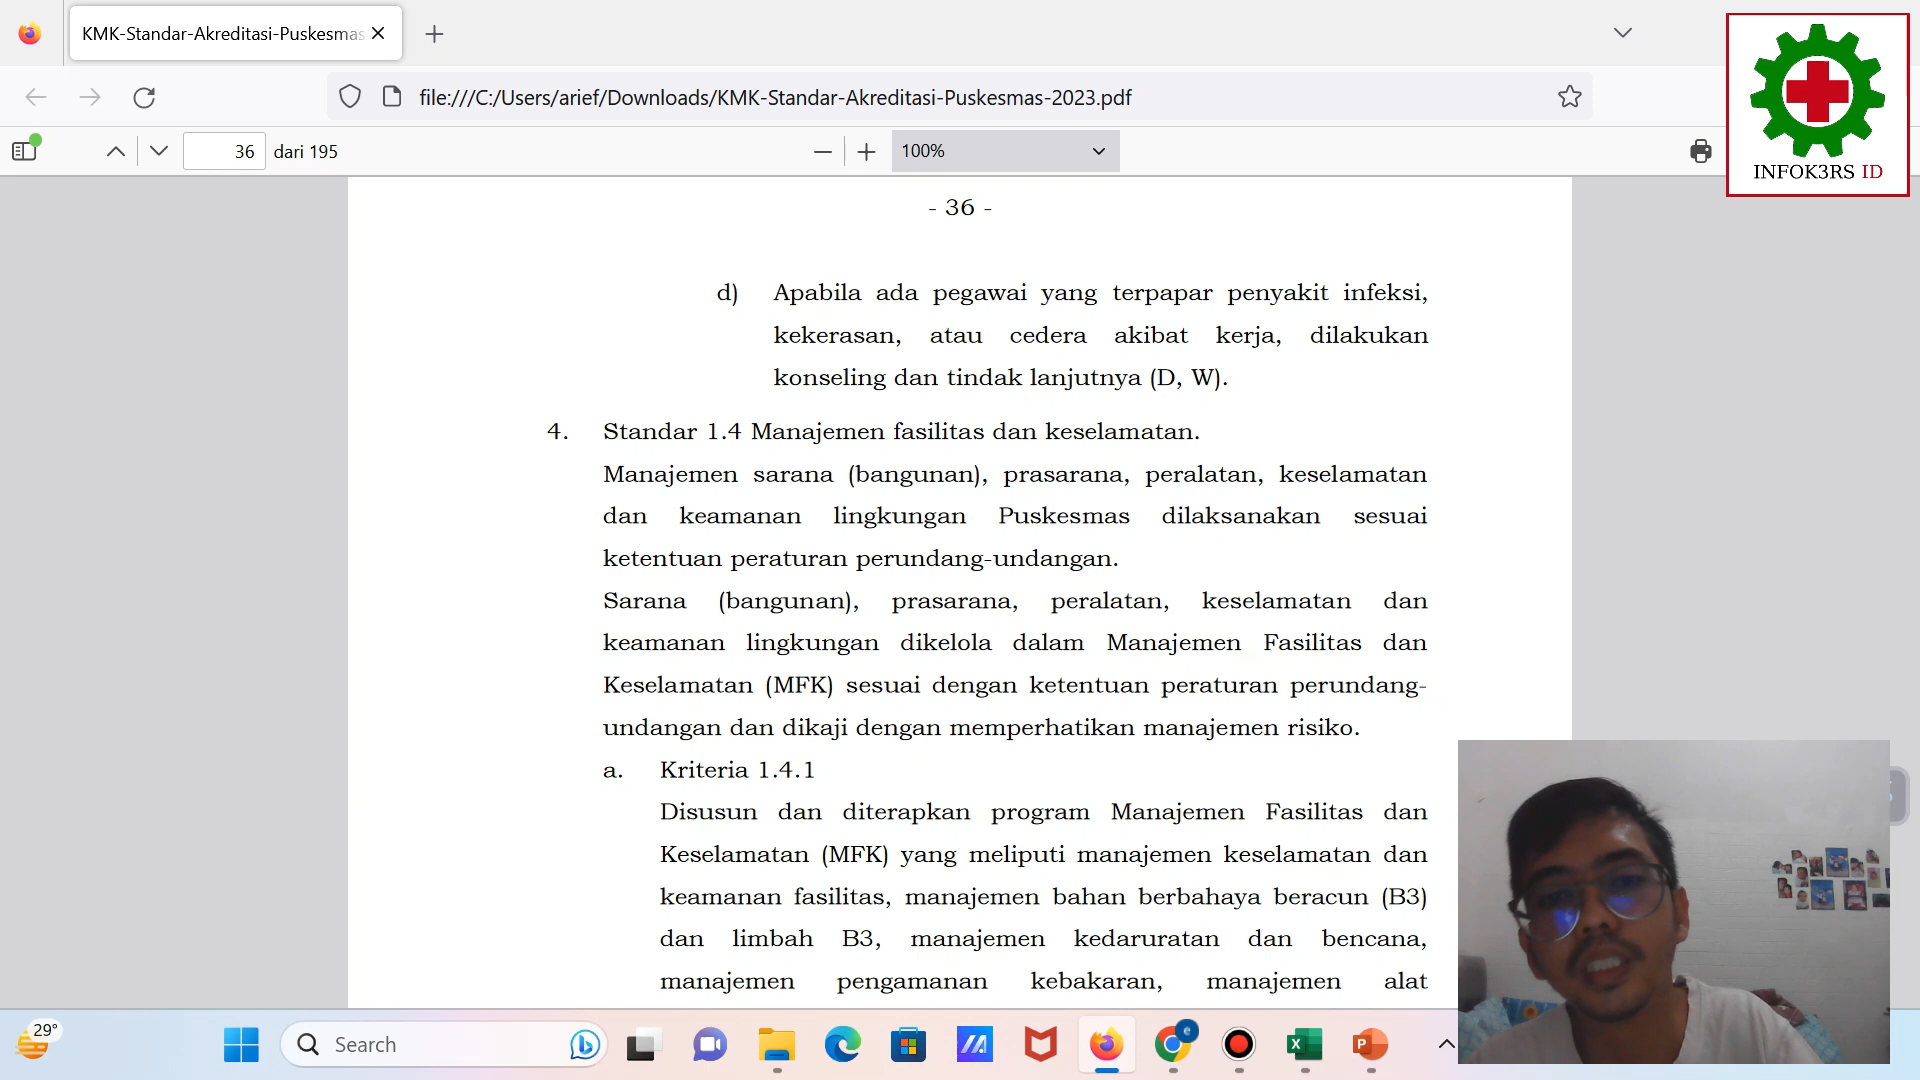 KMK-Standar-Akreditasi-Puskesmas
file:///C:/Users/arief/Downloads/KMK-Standar-Akreditasi-Puskesmas-2023.pdf
36 dari 195
100%
INFOK3RS ID
- 36 -
d) Apabila ada pegawai yang terpapar penyakit infeksi,
kekerasan, atau cedera akibat kerja, dilakukan
konseling dan tindak lanjutnya (D, W).
4. Standar 1.4 Manajemen fasilitas dan keselamatan.
Manajemen sarana (bangunan), prasarana, peralatan, keselamatan
dan keamanan lingkungan Puskesmas dilaksanakan sesuai
ketentuan peraturan perundang-undangan.
Sarana (bangunan), prasarana, peralatan, keselamatan dan
keamanan lingkungan dikelola dalam Manajemen Fasilitas dan
Keselamatan (MFK) sesuai dengan ketentuan peraturan perundang-
undangan dan dikaji dengan memperhatikan manajemen risiko.
a. Kriteria 1.4.1
Disusun dan diterapkan program Manajemen Fasilitas dan
Keselamatan (MFK) yang meliputi manajemen keselamatan dan
keamanan fasilitas, manajemen bahan berbahaya beracun (B3)
dan limbah B3, manajemen kedaruratan dan bencana,
manajemen pengamanan kebakaran, manajemen alat
29°
Search